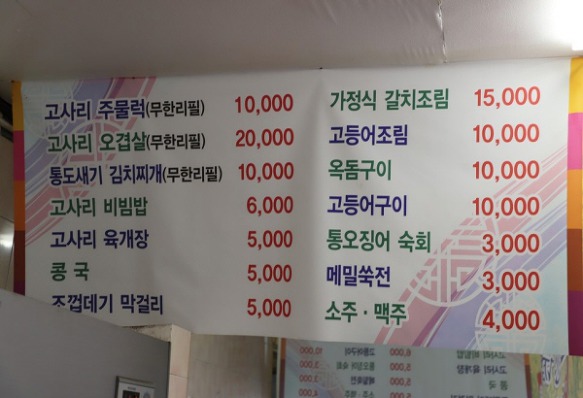 고사리 주물럭(무한리필) 10,000
고사리 오겹살(무한리필) 20,000
통도새기 김치찌개(무한리필) 10,000
고사리 비빔밥 6,000
고사리 육개장 5,000
콩 국 5,000
조껍데기 막걸리 5,000
가정식 갈치조림 15,000
고등어조림 10,000
옥돔구이 10,000
고등어구이 10,000
통오징어 숙회 3,000
메밀쑥전 3,000
소주·맥주 4,000